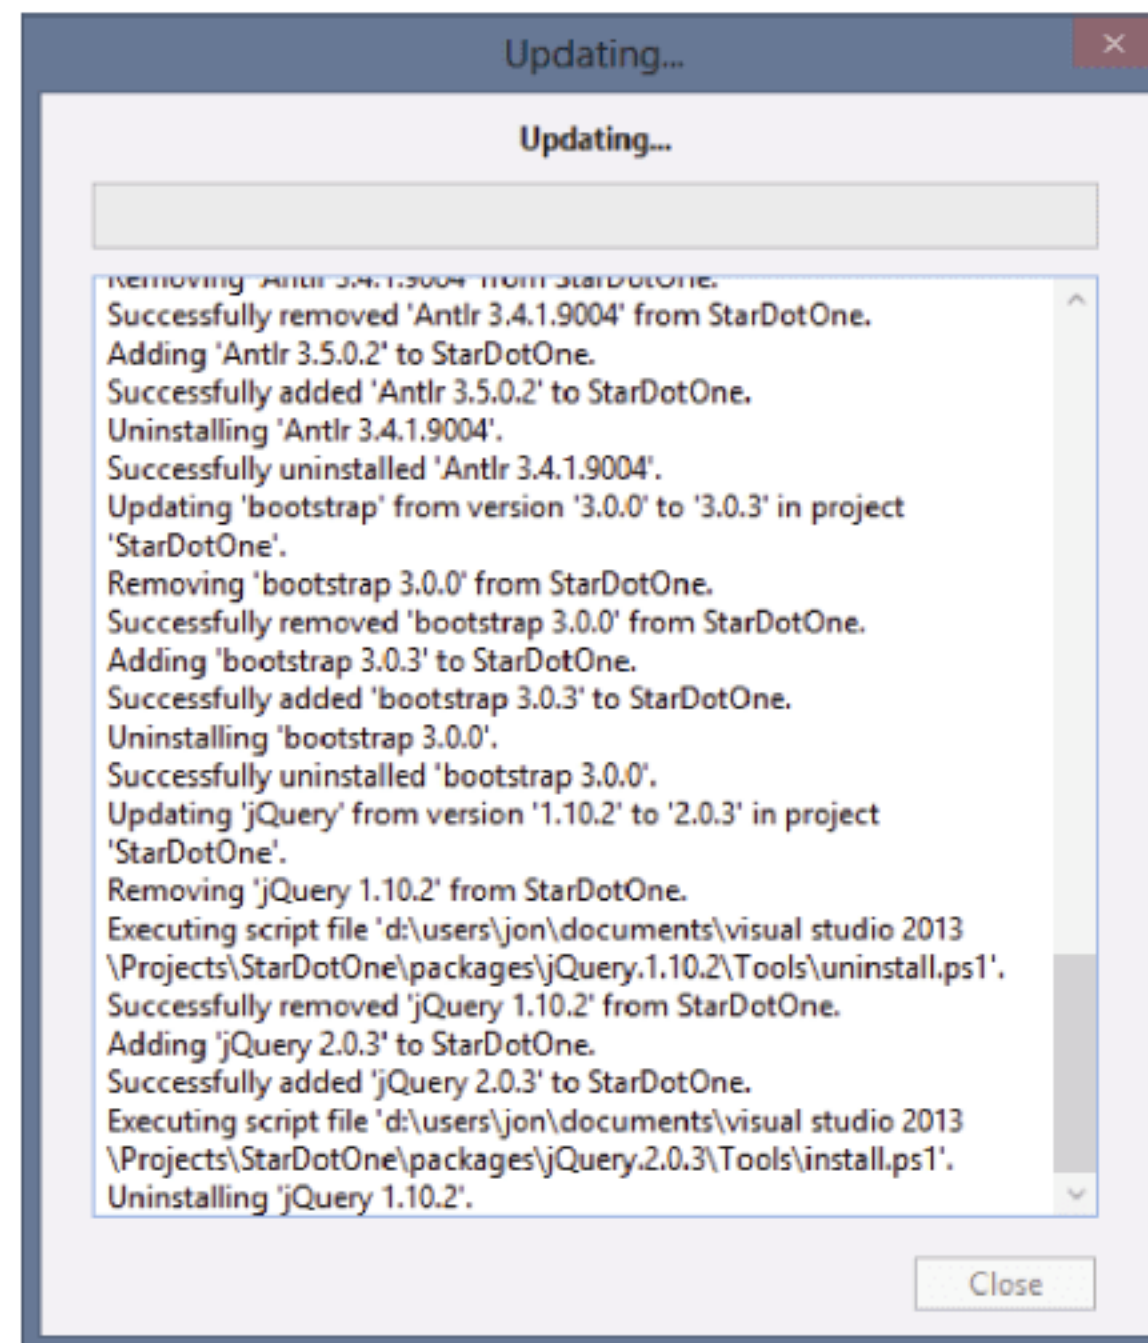 Updating...
Updating...
Removing 'Antlr 3.4.1.9004' from StarDotOne.
Successfully removed 'Antlr 3.4.1.9004' from StarDotOne.
Adding 'Antlr 3.5.0.2' to StarDotOne.
Successfully added 'Antlr 3.5.0.2' to StarDotOne.
Uninstalling 'Antlr 3.4.1.9004'.
Successfully uninstalled 'Antlr 3.4.1.9004'.
Updating 'bootstrap' from version '3.0.0' to '3.0.3' in project
'StarDotOne'.
Removing 'bootstrap 3.0.0' from StarDotOne.
Successfully removed 'bootstrap 3.0.0' from StarDotOne.
Adding 'bootstrap 3.0.3' to StarDotOne.
Successfully added 'bootstrap 3.0.3' to StarDotOne.
Uninstalling 'bootstrap 3.0.0'.
Successfully uninstalled 'bootstrap 3.0.0'.
Updating 'jQuery' from version '1.10.2' to '2.0.3' in project
'StarDotOne'.
Removing 'jQuery 1.10.2' from StarDotOne.
Executing script file 'd:\users\jon\documents\visual studio 2013
\Projects\StarDotOne\packages\jQuery.1.10.2\Tools\uninstall.ps1'.
Successfully removed 'jQuery 1.10.2' from StarDotOne.
Adding 'jQuery 2.0.3' to StarDotOne.
Successfully added 'jQuery 2.0.3' to StarDotOne.
Executing script file 'd:\users\jon\documents\visual studio 2013
\Projects\StarDotOne\packages\jQuery.2.0.3\Tools\install.ps1'.
Uninstalling 'jQuery 1.10.2'.
Close